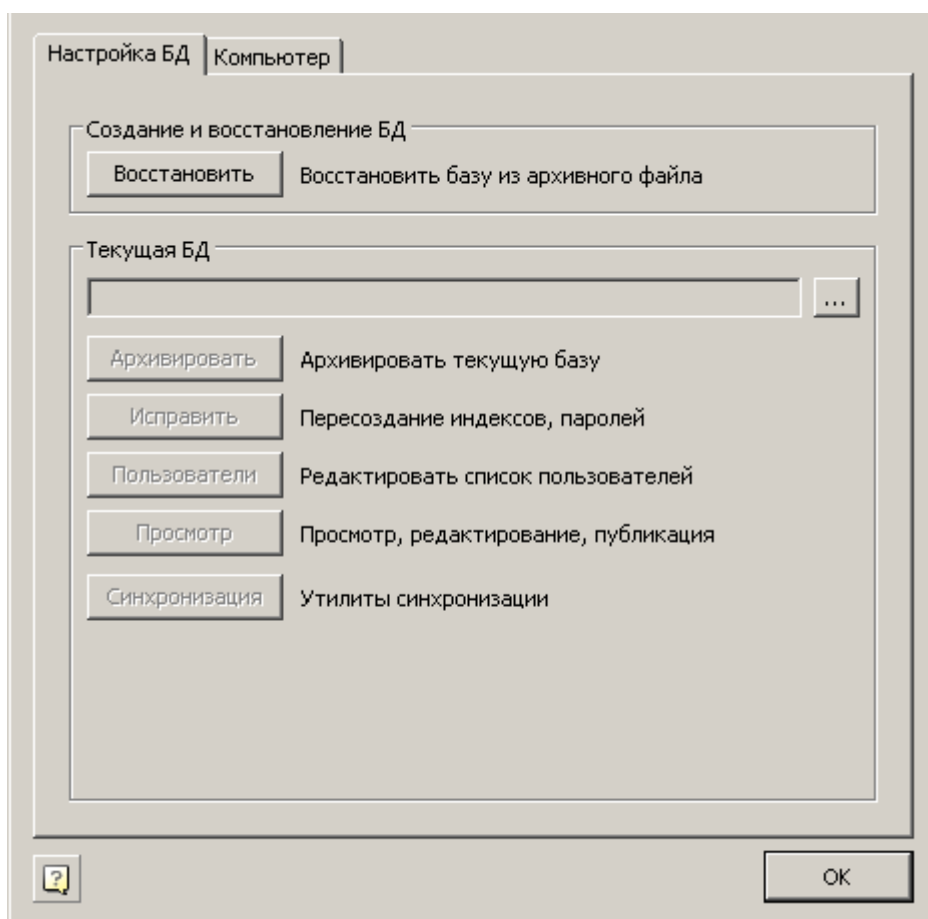 Настройка БД
Компьютер
Создание и восстановление БД
Восстановить
Восстановить базу из архивного файла
Текущая БД
...
Архивировать
Архивировать текущую базу
Исправить
Пересоздание индексов, паролей
Пользователи
Редактировать список пользователей
Просмотр
Просмотр, редактирование, публикация
Синхронизация
Утилиты синхронизации
?
ОК